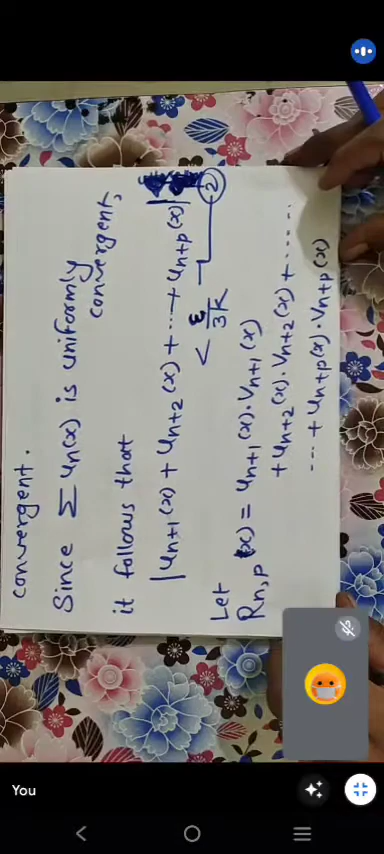 convergent.
Since ∑ un(x) is uniformly
convergent,
it follows that
|un+1(x) + un+2(x) + ... + un+p(x)|
< ε/3K — ②
Let
Rn,p (x) = un+1(x). vn+1(x)
+ un+2(x). vn+2(x) + ......
... + un+p(x). vn+p(x)
You